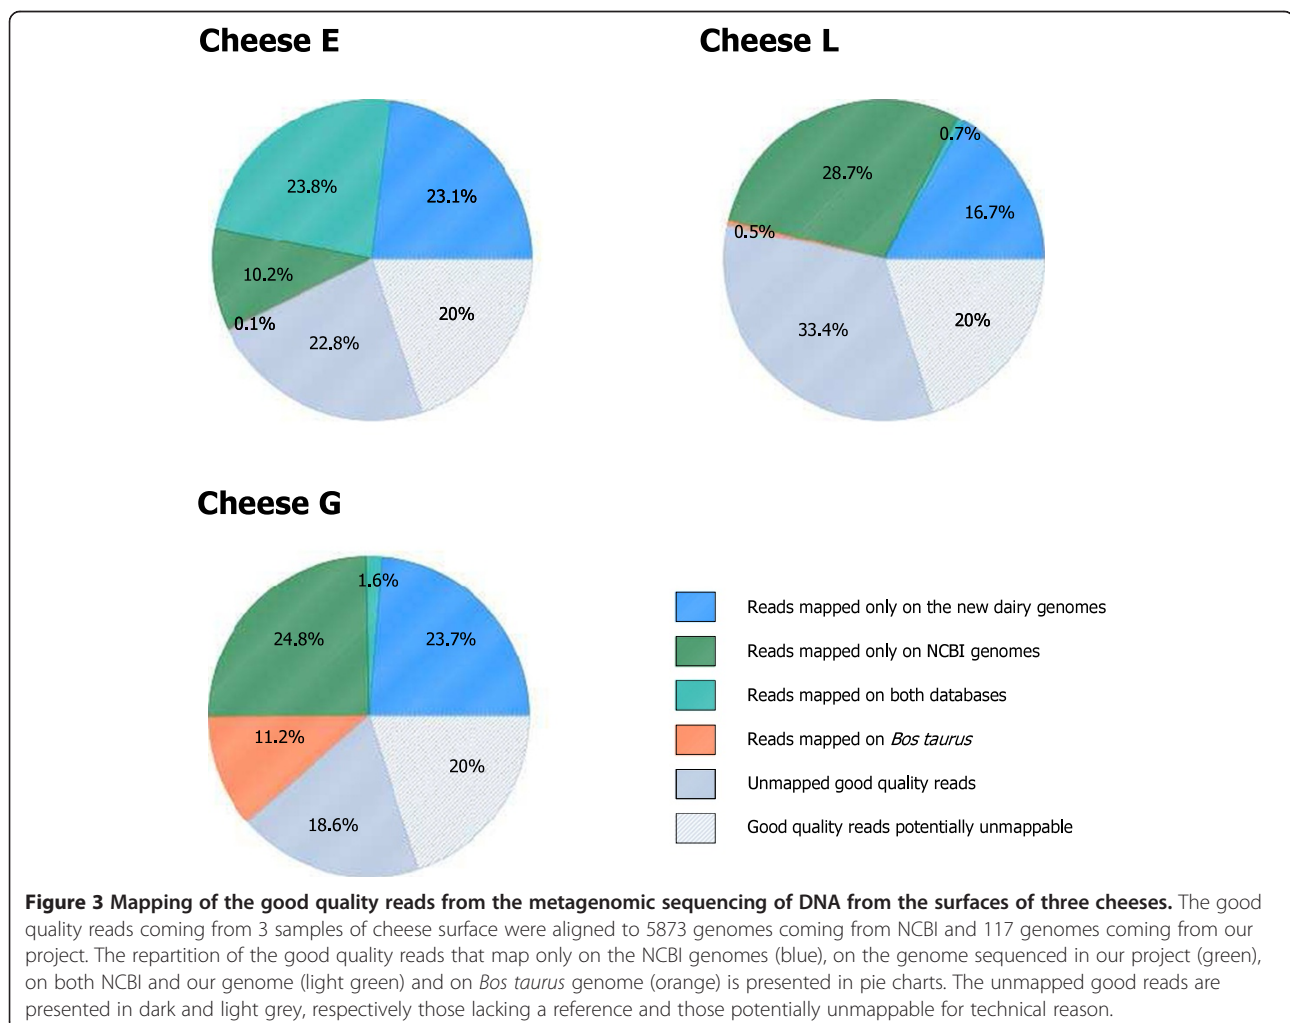 Cheese E
Cheese L
23.8%
23.1%
10.2%
0.1%
22.8%
20%
0.7%
28.7%
16.7%
0.5%
33.4%
20%
Cheese G
1.6%
24.8%
23.7%
11.2%
20%
18.6%
Reads mapped only on the new dairy genomes
Reads mapped only on NCBI genomes
Reads mapped on both databases
Reads mapped on Bos taurus
Unmapped good quality reads
Good quality reads potentially unmappable
Figure 3 Mapping of the good quality reads from the metagenomic sequencing of DNA from the surfaces of three cheeses. The good
quality reads coming from 3 samples of cheese surface were aligned to 5873 genomes coming from NCBI and 117 genomes coming from our
project. The repartition of the good quality reads that map only on the NCBI genomes (blue), on the genome sequenced in our project (green),
on both NCBI and our genome (light green) and on Bos taurus genome (orange) is presented in pie charts. The unmapped good reads are
presented in dark and light grey, respectively those lacking a reference and those potentially unmappable for technical reason.